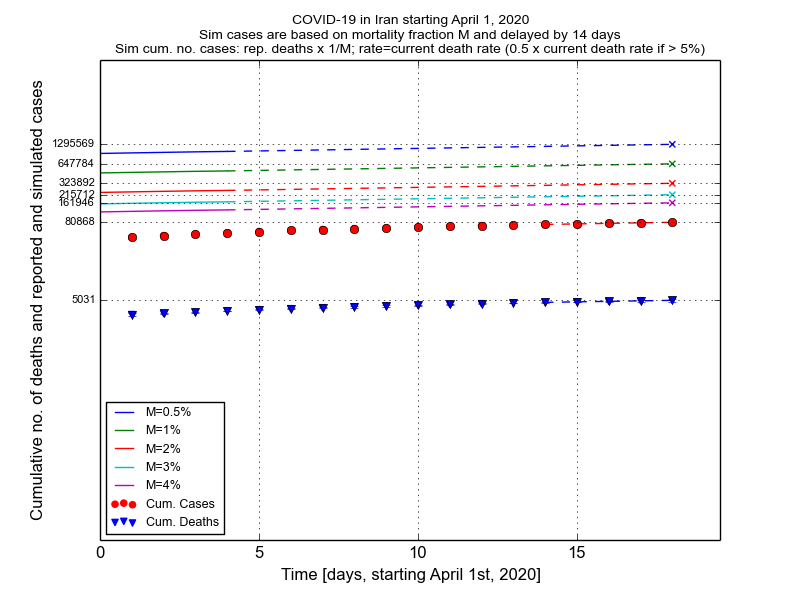 COVID-19 in Iran starting April 1, 2020
Sim cases are based on mortality fraction M and delayed by 14 days
Sim cum. no. cases: rep. deaths x 1/M; rate=current death rate (0.5 x current death rate if > 5%)
Cumulative no. of deaths and reported and simulated cases
1295569
647784
323892
215712
161946
80868
5031
M=0.5%
M=1%
M=2%
M=3%
M=4%
Cum. Cases
Cum. Deaths
0 5 10 15
Time [days, starting April 1st, 2020]